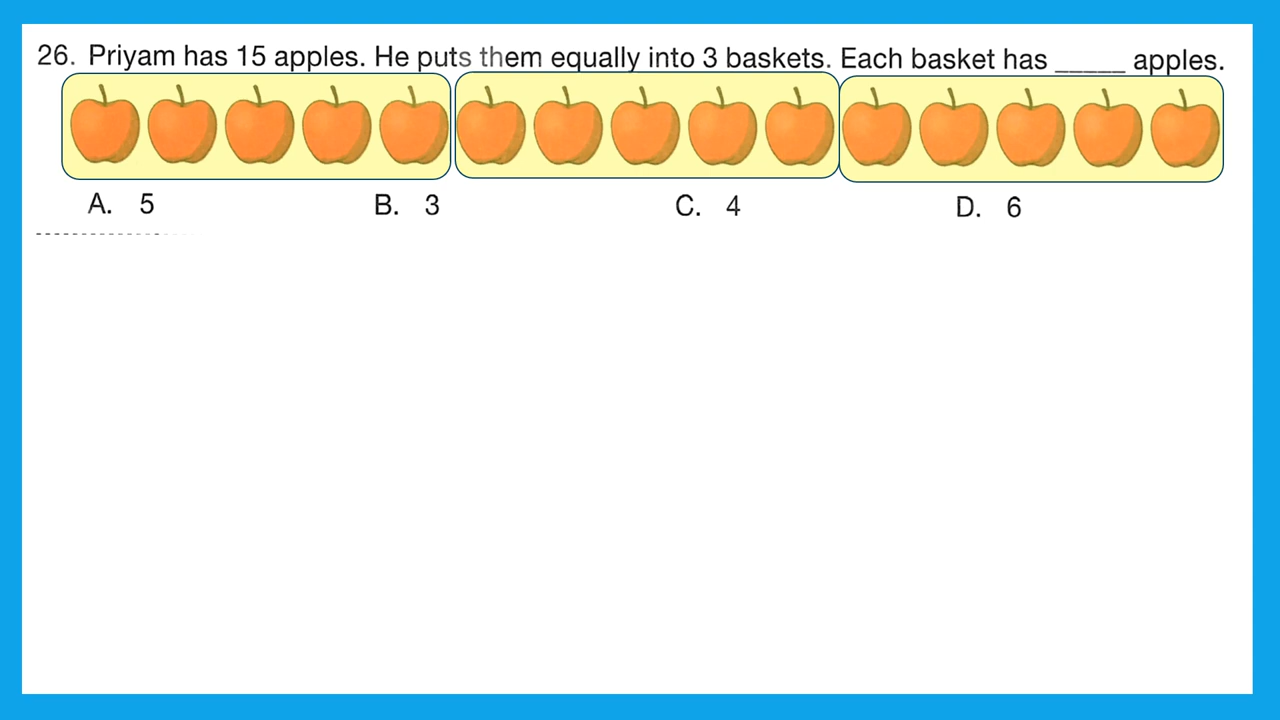 26. Priyam has 15 apples. He puts them equally into 3 baskets. Each basket has _____ apples.
A. 5 B. 3 C. 4 D. 6